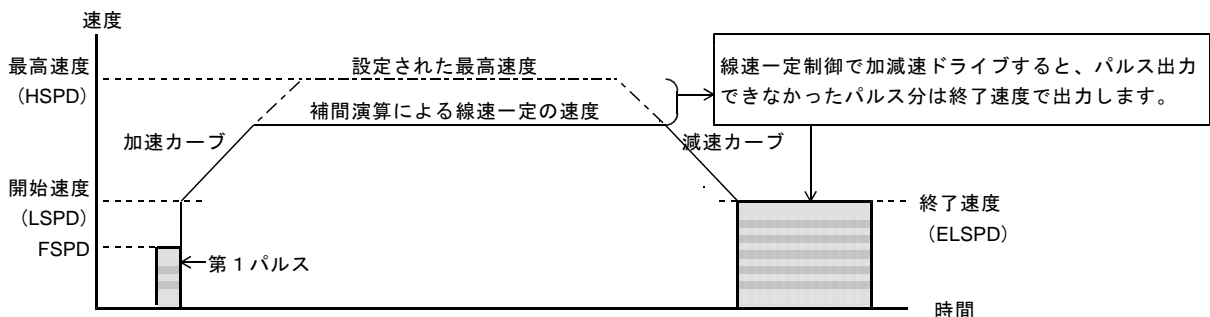 速度
最高速度
（HSPD）
設定された最高速度
線速一定制御で加減速ドライブすると、パルス出力
できなかったパルス分は終了速度で出力します。
補間演算による線速一定の速度
加速カーブ
減速カーブ
開始速度
（LSPD）
終了速度
（ELSPD）
FSPD
第１パルス
時間